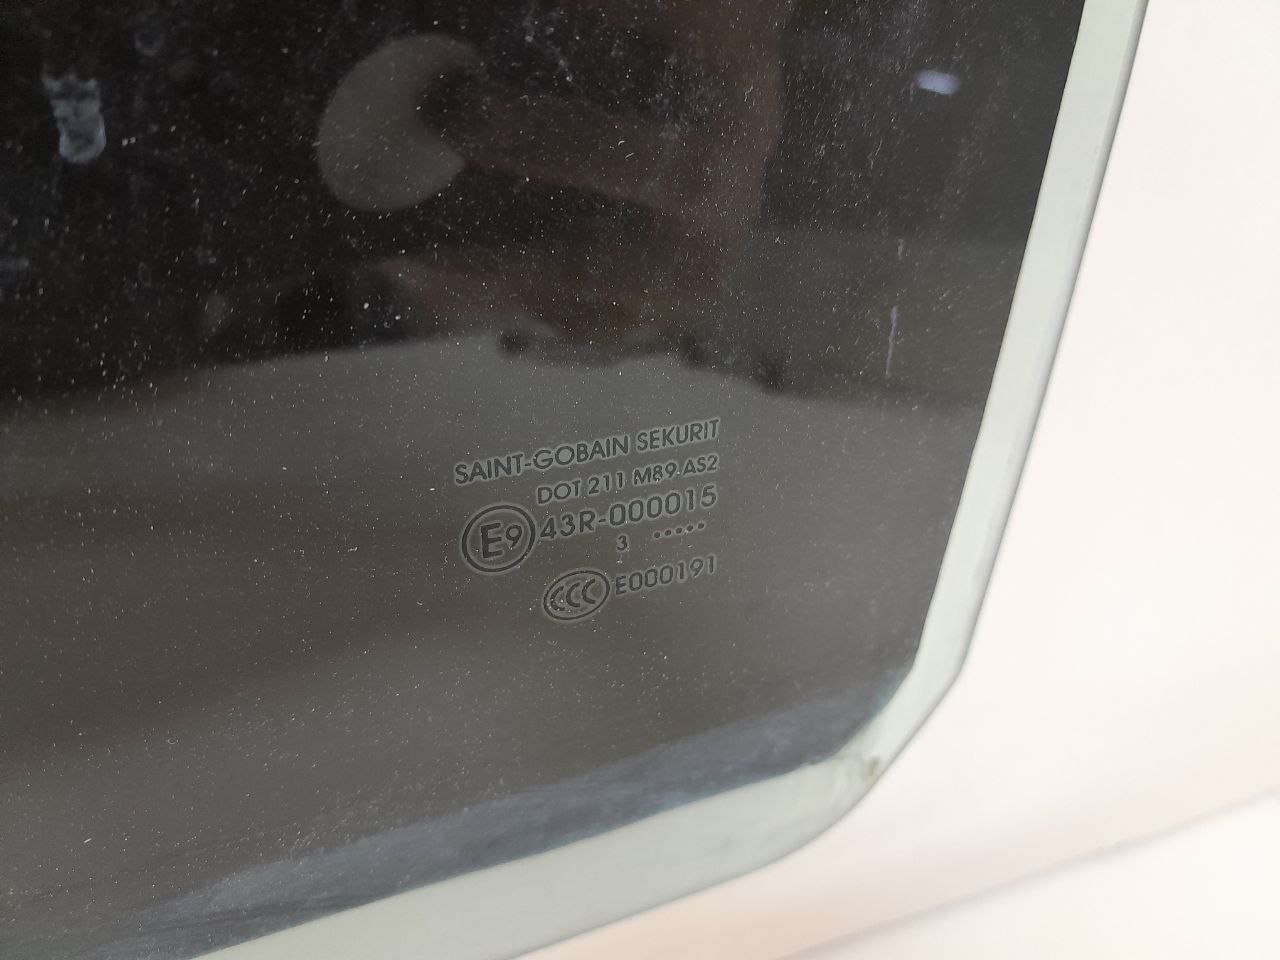 SAINT-GOBAIN SEKURIT
DOT 211 M89 AS2
E9 43R-000015
3 .....
CCC E000191